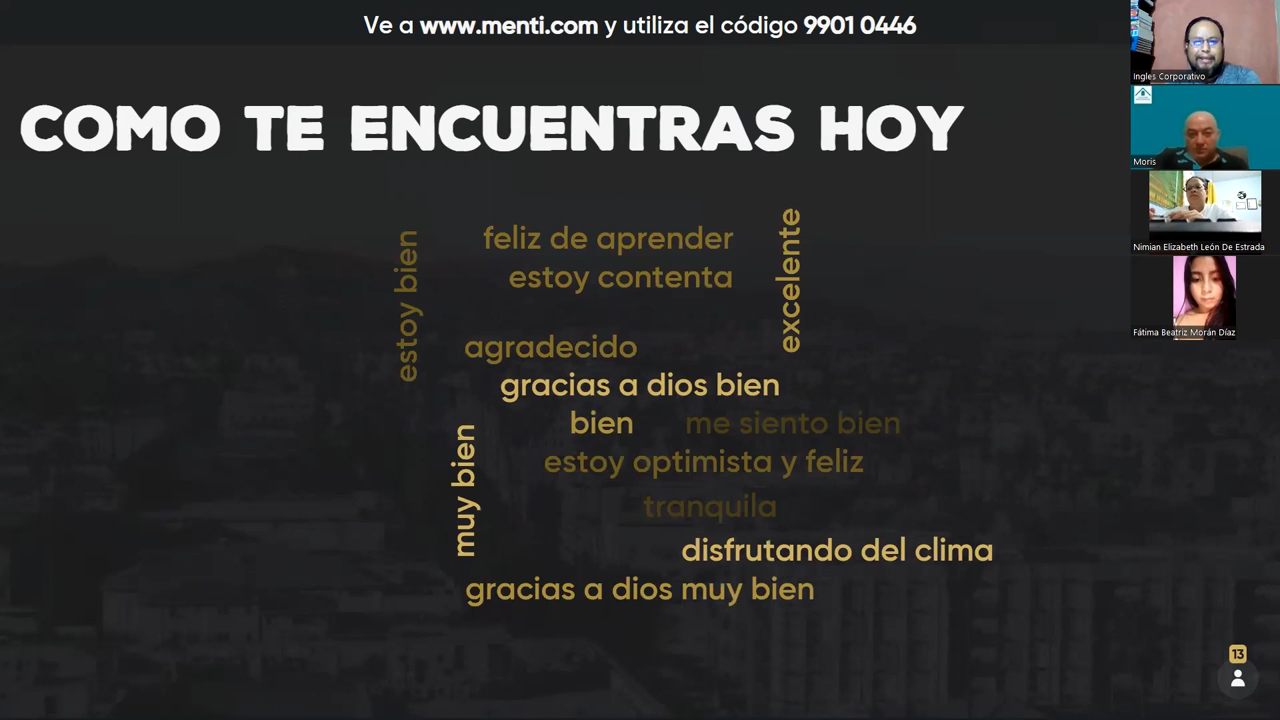 Ve a www.menti.com y utiliza el código 9901 0446
COMO TE ENCUENTRAS HOY
estoy bien
feliz de aprender
excelente
estoy contenta
agradecido
gracias a dios bien
bien
me siento bien
muy bien
estoy optimista y feliz
tranquila
disfrutando del clima
gracias a dios muy bien
13
Ingles Corporativo
Moris
Nimian Elizabeth León De Estrada
Fátima Beatriz Morán Díaz